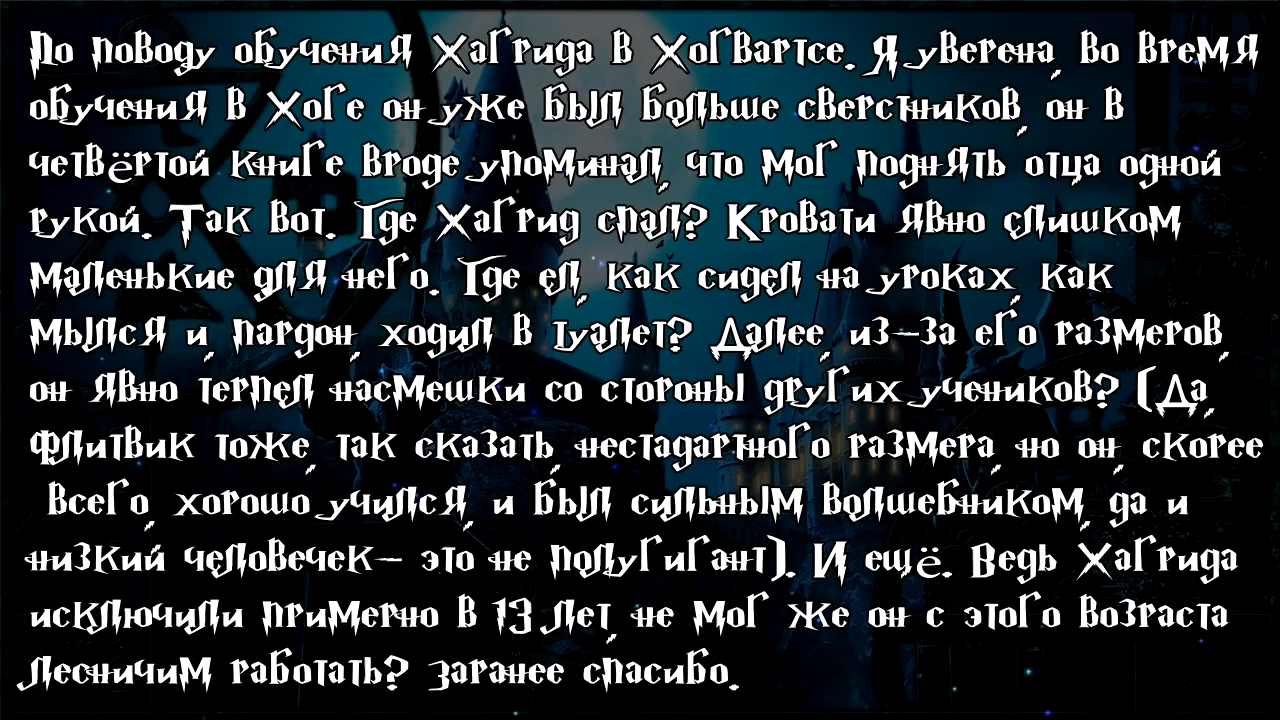 По поводу обучения Хагрида в Хогвартсе. Я уверена, во время
обучения в Хоге он уже был больше сверстников, он в
четвёртой книге вроде упоминал, что мог поднять отца одной
рукой. Так вот. Где Хагрид спал? Кровати явно слишком
маленькие для него. Где ел, как сидел на уроках, как
мылся и, пардон, ходил в туалет? Далее, из-за его размеров,
он явно терпел насмешки со стороны других учеников? (Да,
Флитвик тоже, так сказать, нестадартного размера, но он, скорее
всего, хорошо учился, и был сильным волшебником, да и
низкий человечек- это не полугигант). И ещё. Ведь Хагрида
исключили примерно в 13 лет, не мог же он с этого возраста
лесничим работать? Заранее спасибо.